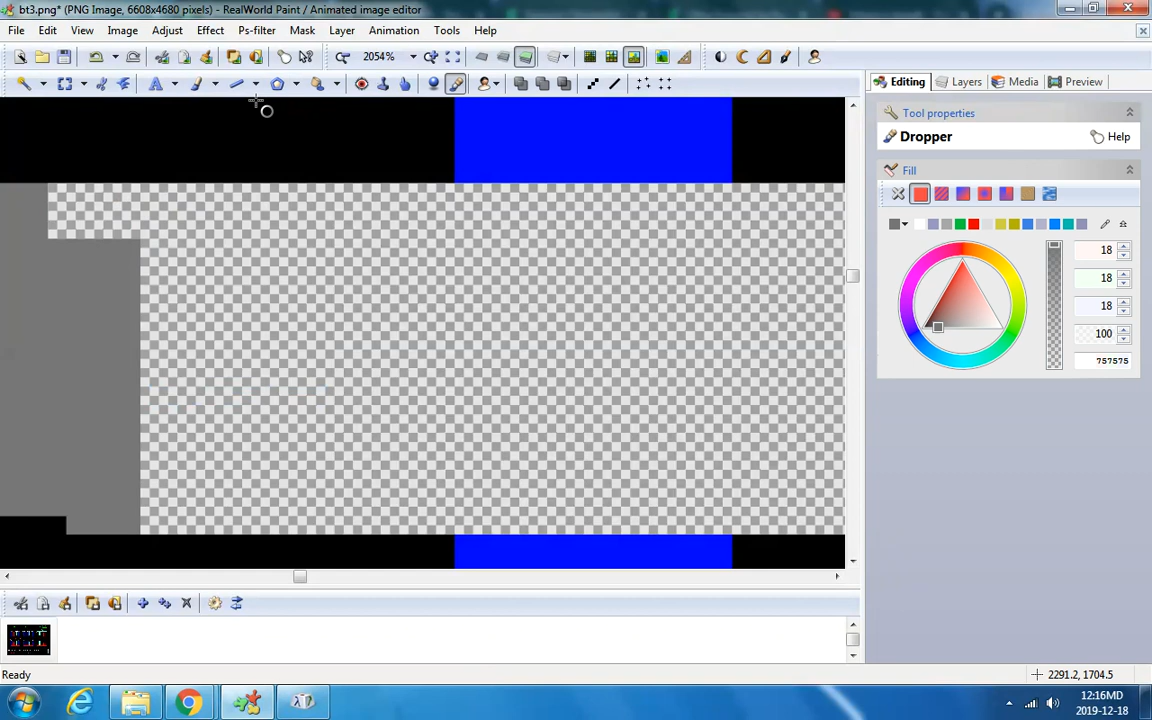 bt3.png* (PNG Image, 6608x4680 pixels) - RealWorld Paint / Animated image editor
File Edit View Image Adjust Effect Ps-filter Mask Layer Animation Tools Help
2054%
Editing Layers Media Preview
Tool properties
Dropper Help
Fill
18
18
18
100
757575
Ready 2291.2, 1704.5
12:16MD
2019-12-18